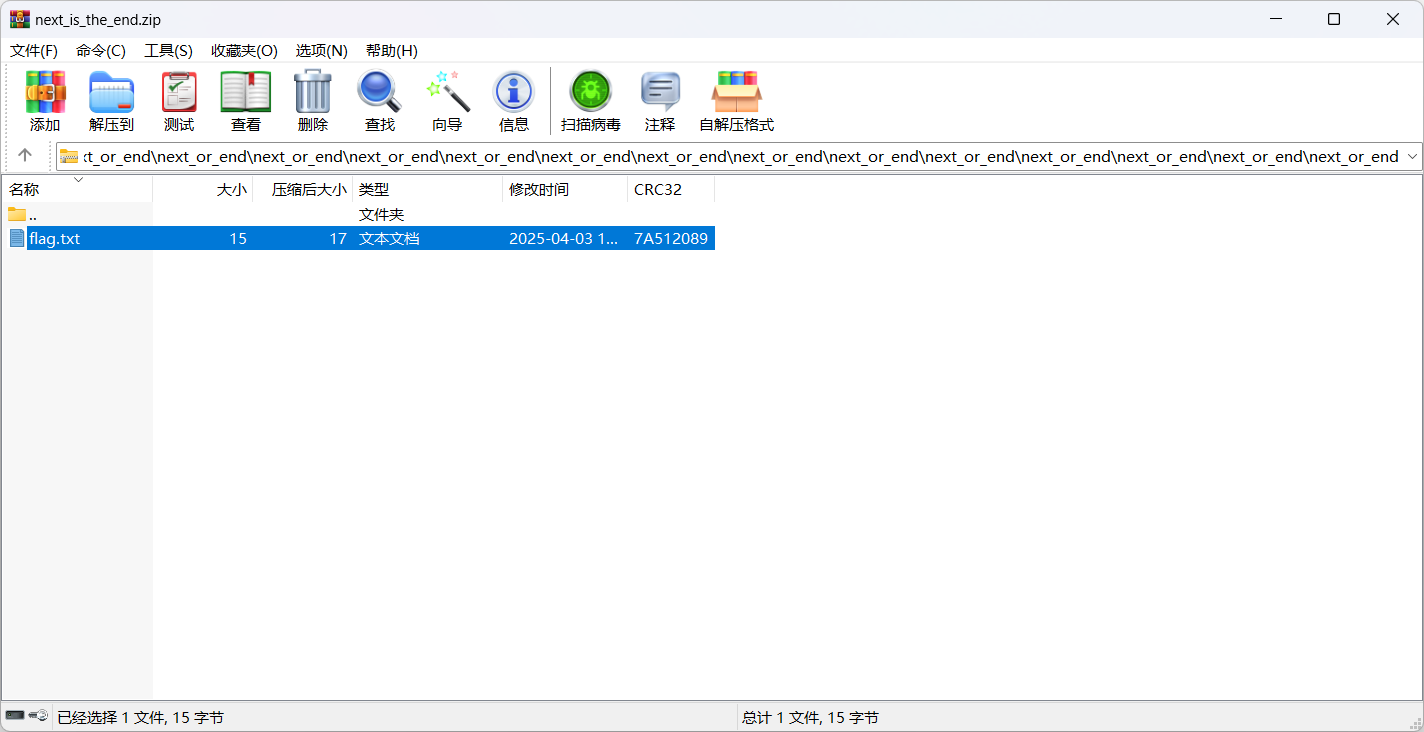 next_is_the_end.zip
文件(F) 命令(C) 工具(S) 收藏夹(O) 选项(N) 帮助(H)
添加 解压到 测试 查看 删除 查找 向导 信息 扫描病毒 注释 自解压格式
xt_or_end\next_or_end\next_or_end\next_or_end\next_or_end\next_or_end\next_or_end\next_or_end\next_or_end\next_or_end\next_or_end\next_or_end\next_or_end\next_or_end
名称 大小 压缩后大小 类型 修改时间 CRC32
.. 文件夹
flag.txt 15 17 文本文档 2025-04-03 1... 7A512089
已经选择 1 文件, 15 字节 总计 1 文件, 15 字节